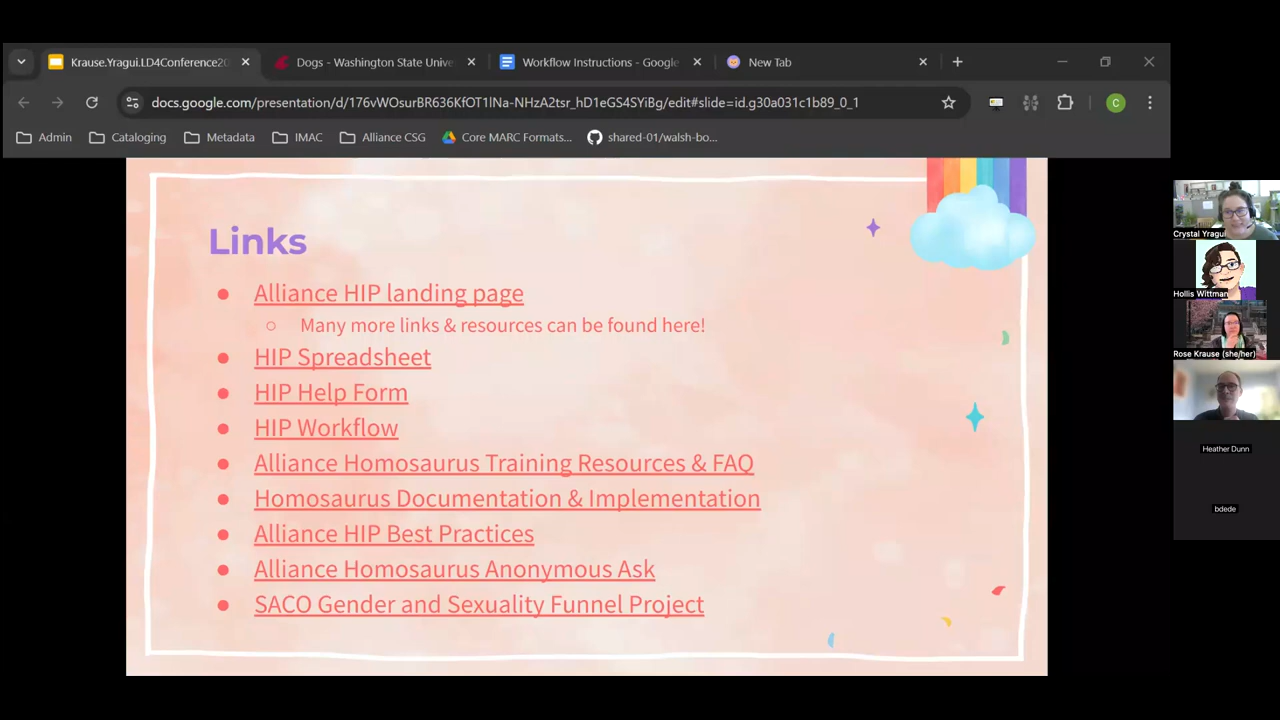 Krause.Yragui.LD4Conference20
Dogs - Washington State Unive
Workflow Instructions - Google
New Tab
docs.google.com/presentation/d/176vWOsurBR636KfOT1lNa-NHzA2tsr_hD1eGS4SYiBg/edit#slide=id.g30a031c1b89_0_1
C
Admin
Cataloging
Metadata
IMAC
Alliance CSG
Core MARC Formats...
shared-01/walsh-bo...
Links
Alliance HIP landing page
Many more links & resources can be found here!
HIP Spreadsheet
HIP Help Form
HIP Workflow
Alliance Homosaurus Training Resources & FAQ
Homosaurus Documentation & Implementation
Alliance HIP Best Practices
Alliance Homosaurus Anonymous Ask
SACO Gender and Sexuality Funnel Project
Crystal Yragui
Hollis Wittman
Rose Krause (she/her)
Heather Dunn
bdede